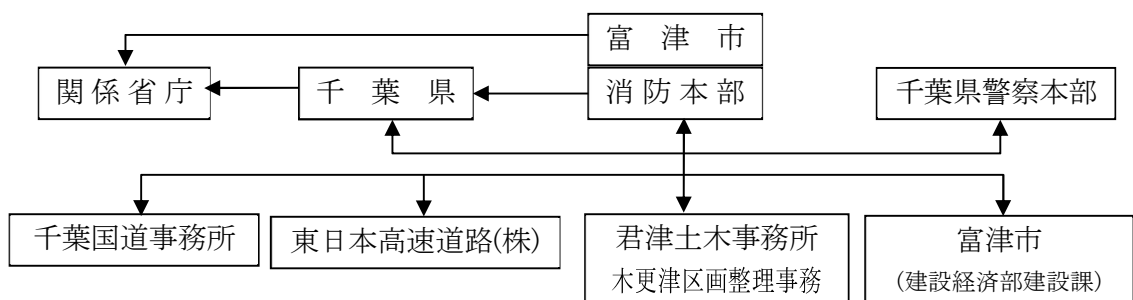 富津市
関係省庁
千葉県
消防本部
千葉県警察本部
千葉国道事務所
東日本高速道路(株)
君津土木事務所
木更津区画整理事務
富津市
(建設経済部建設課)